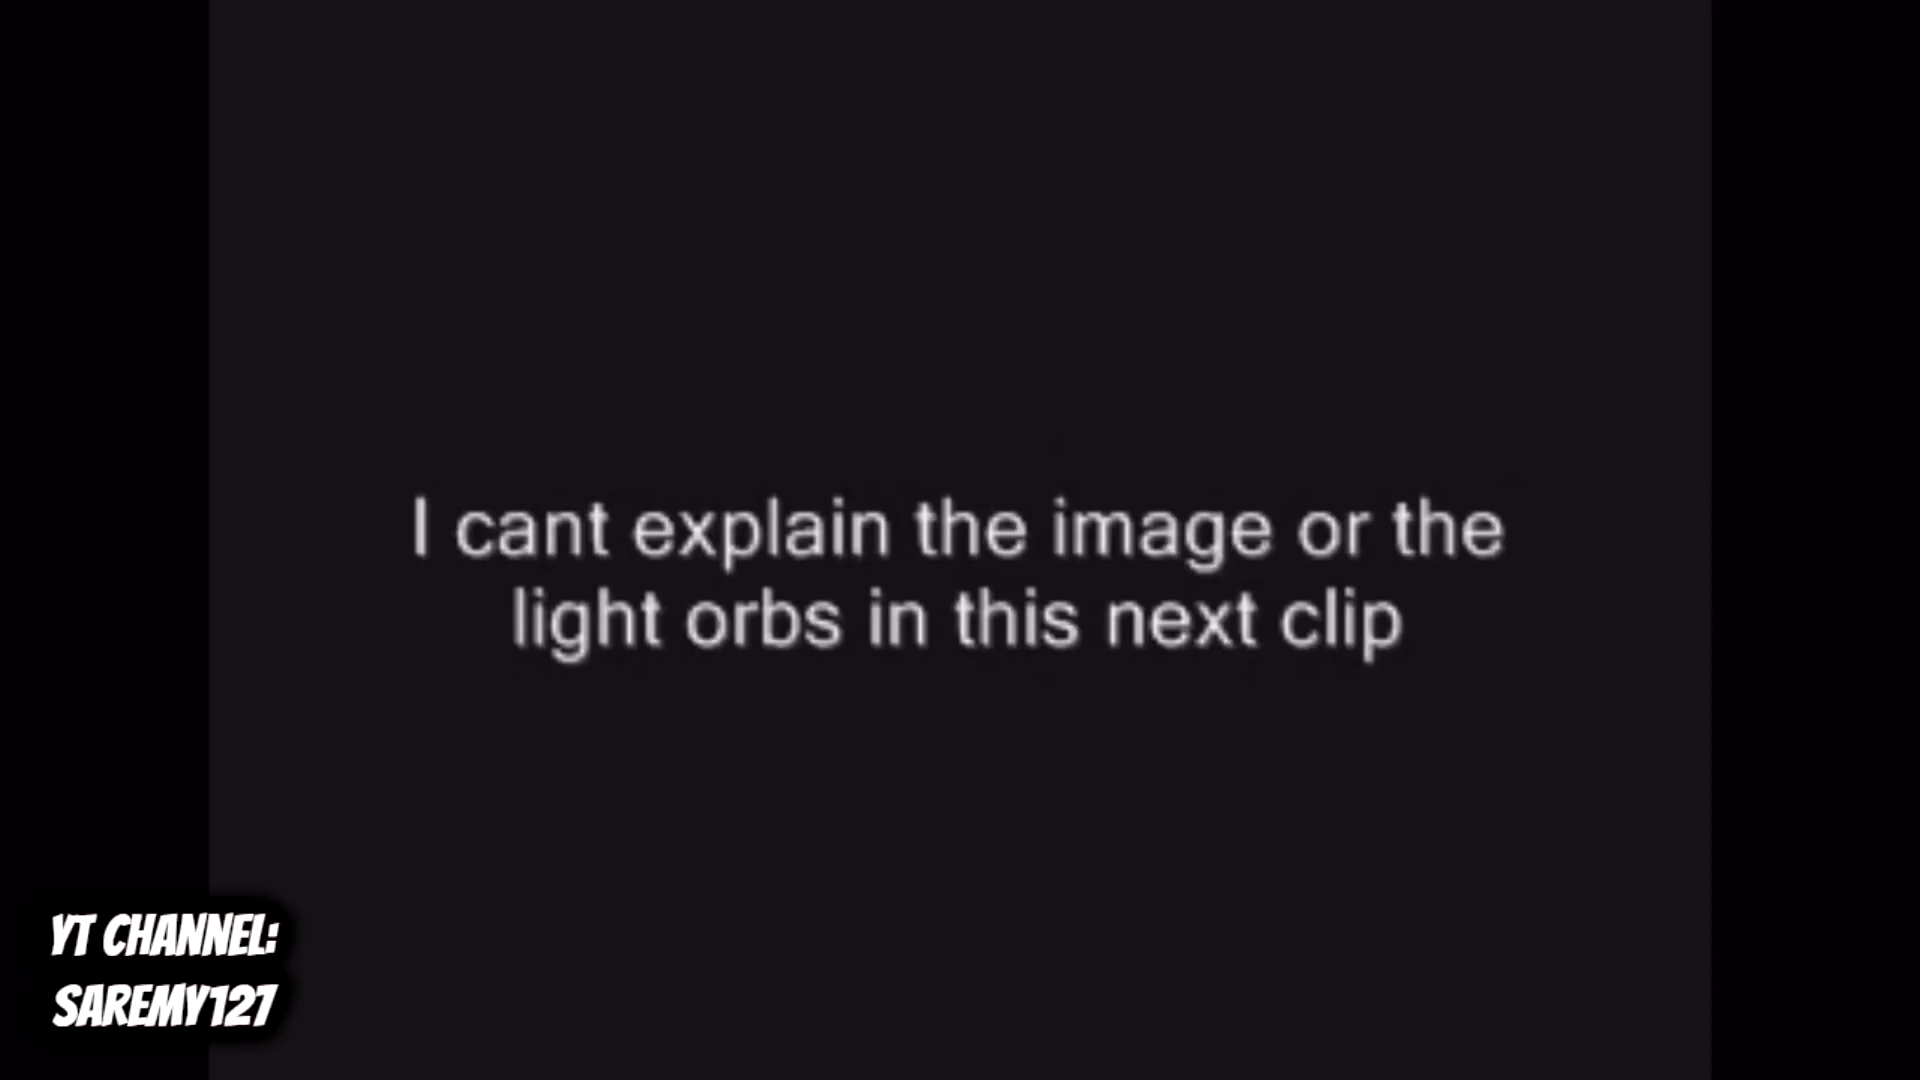 I cant explain the image or the
light orbs in this next clip
YT CHANNEL:
SAREMY127